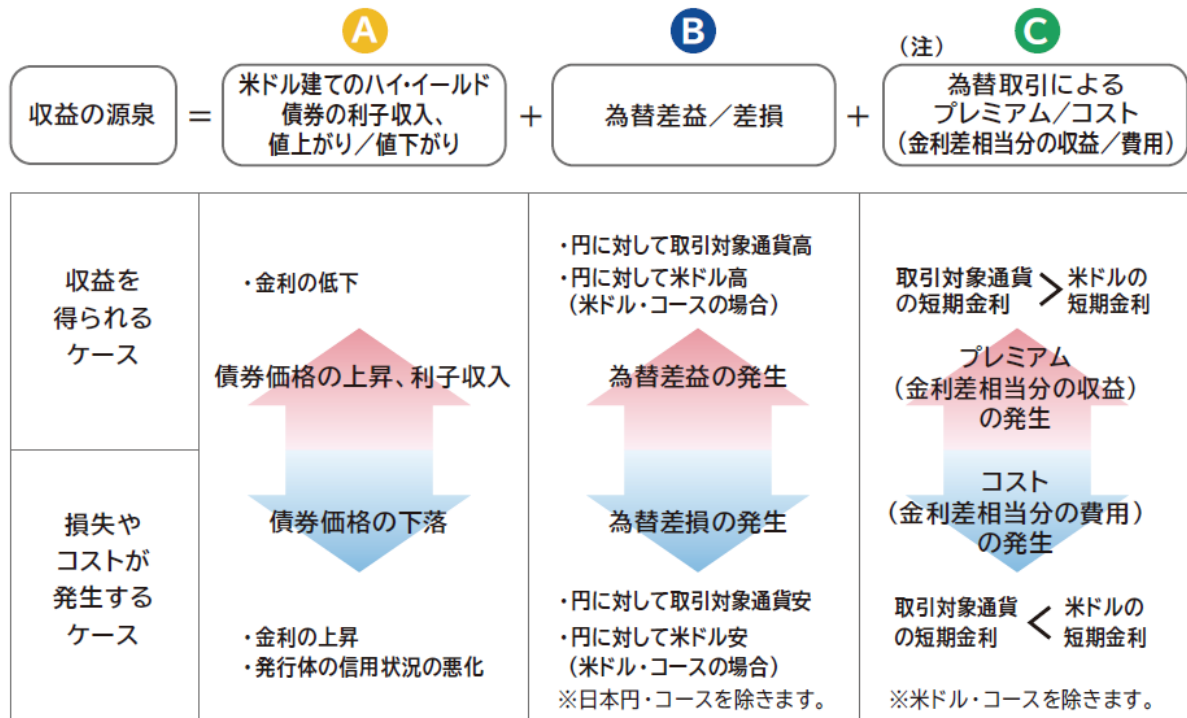 A
B
C
(注)
収益の源泉
=
米ドル建てのハイ・イールド
債券の利子収入、
値上がり/値下がり
+
為替差益/差損
+
為替取引による
プレミアム/コスト
(金利差相当分の収益/費用)
収益を
得られる
ケース
・金利の低下
債券価格の上昇、利子収入
・円に対して取引対象通貨高
・円に対して米ドル高
(米ドル・コースの場合)
為替差益の発生
取引対象通貨
の短期金利
>
米ドルの
短期金利
プレミアム
(金利差相当分の収益)
の発生
損失や
コストが
発生する
ケース
債券価格の下落
・金利の上昇
・発行体の信用状況の悪化
為替差損の発生
・円に対して取引対象通貨安
・円に対して米ドル安
(米ドル・コースの場合)
※日本円・コースを除きます。
コスト
(金利差相当分の費用)
の発生
取引対象通貨
の短期金利
<
米ドルの
短期金利
※米ドル・コースを除きます。